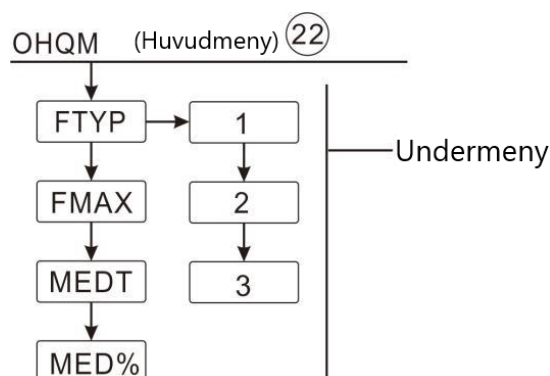 OHQM (Huvudmeny) 22
FTYP 1
Undermeny
FMAX 2
MEDT 3
MED%